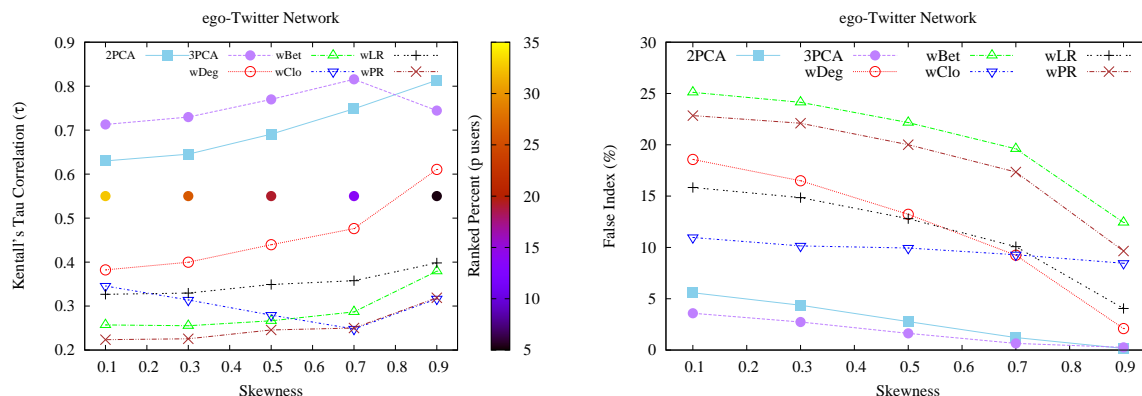 ego-Twitter Network
Kendall's Tau Correlation (τ)
0.9
0.8
0.7
0.6
0.5
0.4
0.3
0.2
2PCA 3PCA wBet wLR
wDeg wClo wPR
0.1 0.2 0.3 0.4 0.5 0.6 0.7 0.8 0.9
Skewness
35
30
25
20
15
10
5
Ranked Percent (p users)
ego-Twitter Network
False Index (%)
30
25
20
15
10
5
0
2PCA 3PCA wBet wLR
wDeg wClo wPR
0.1 0.2 0.3 0.4 0.5 0.6 0.7 0.8 0.9
Skewness